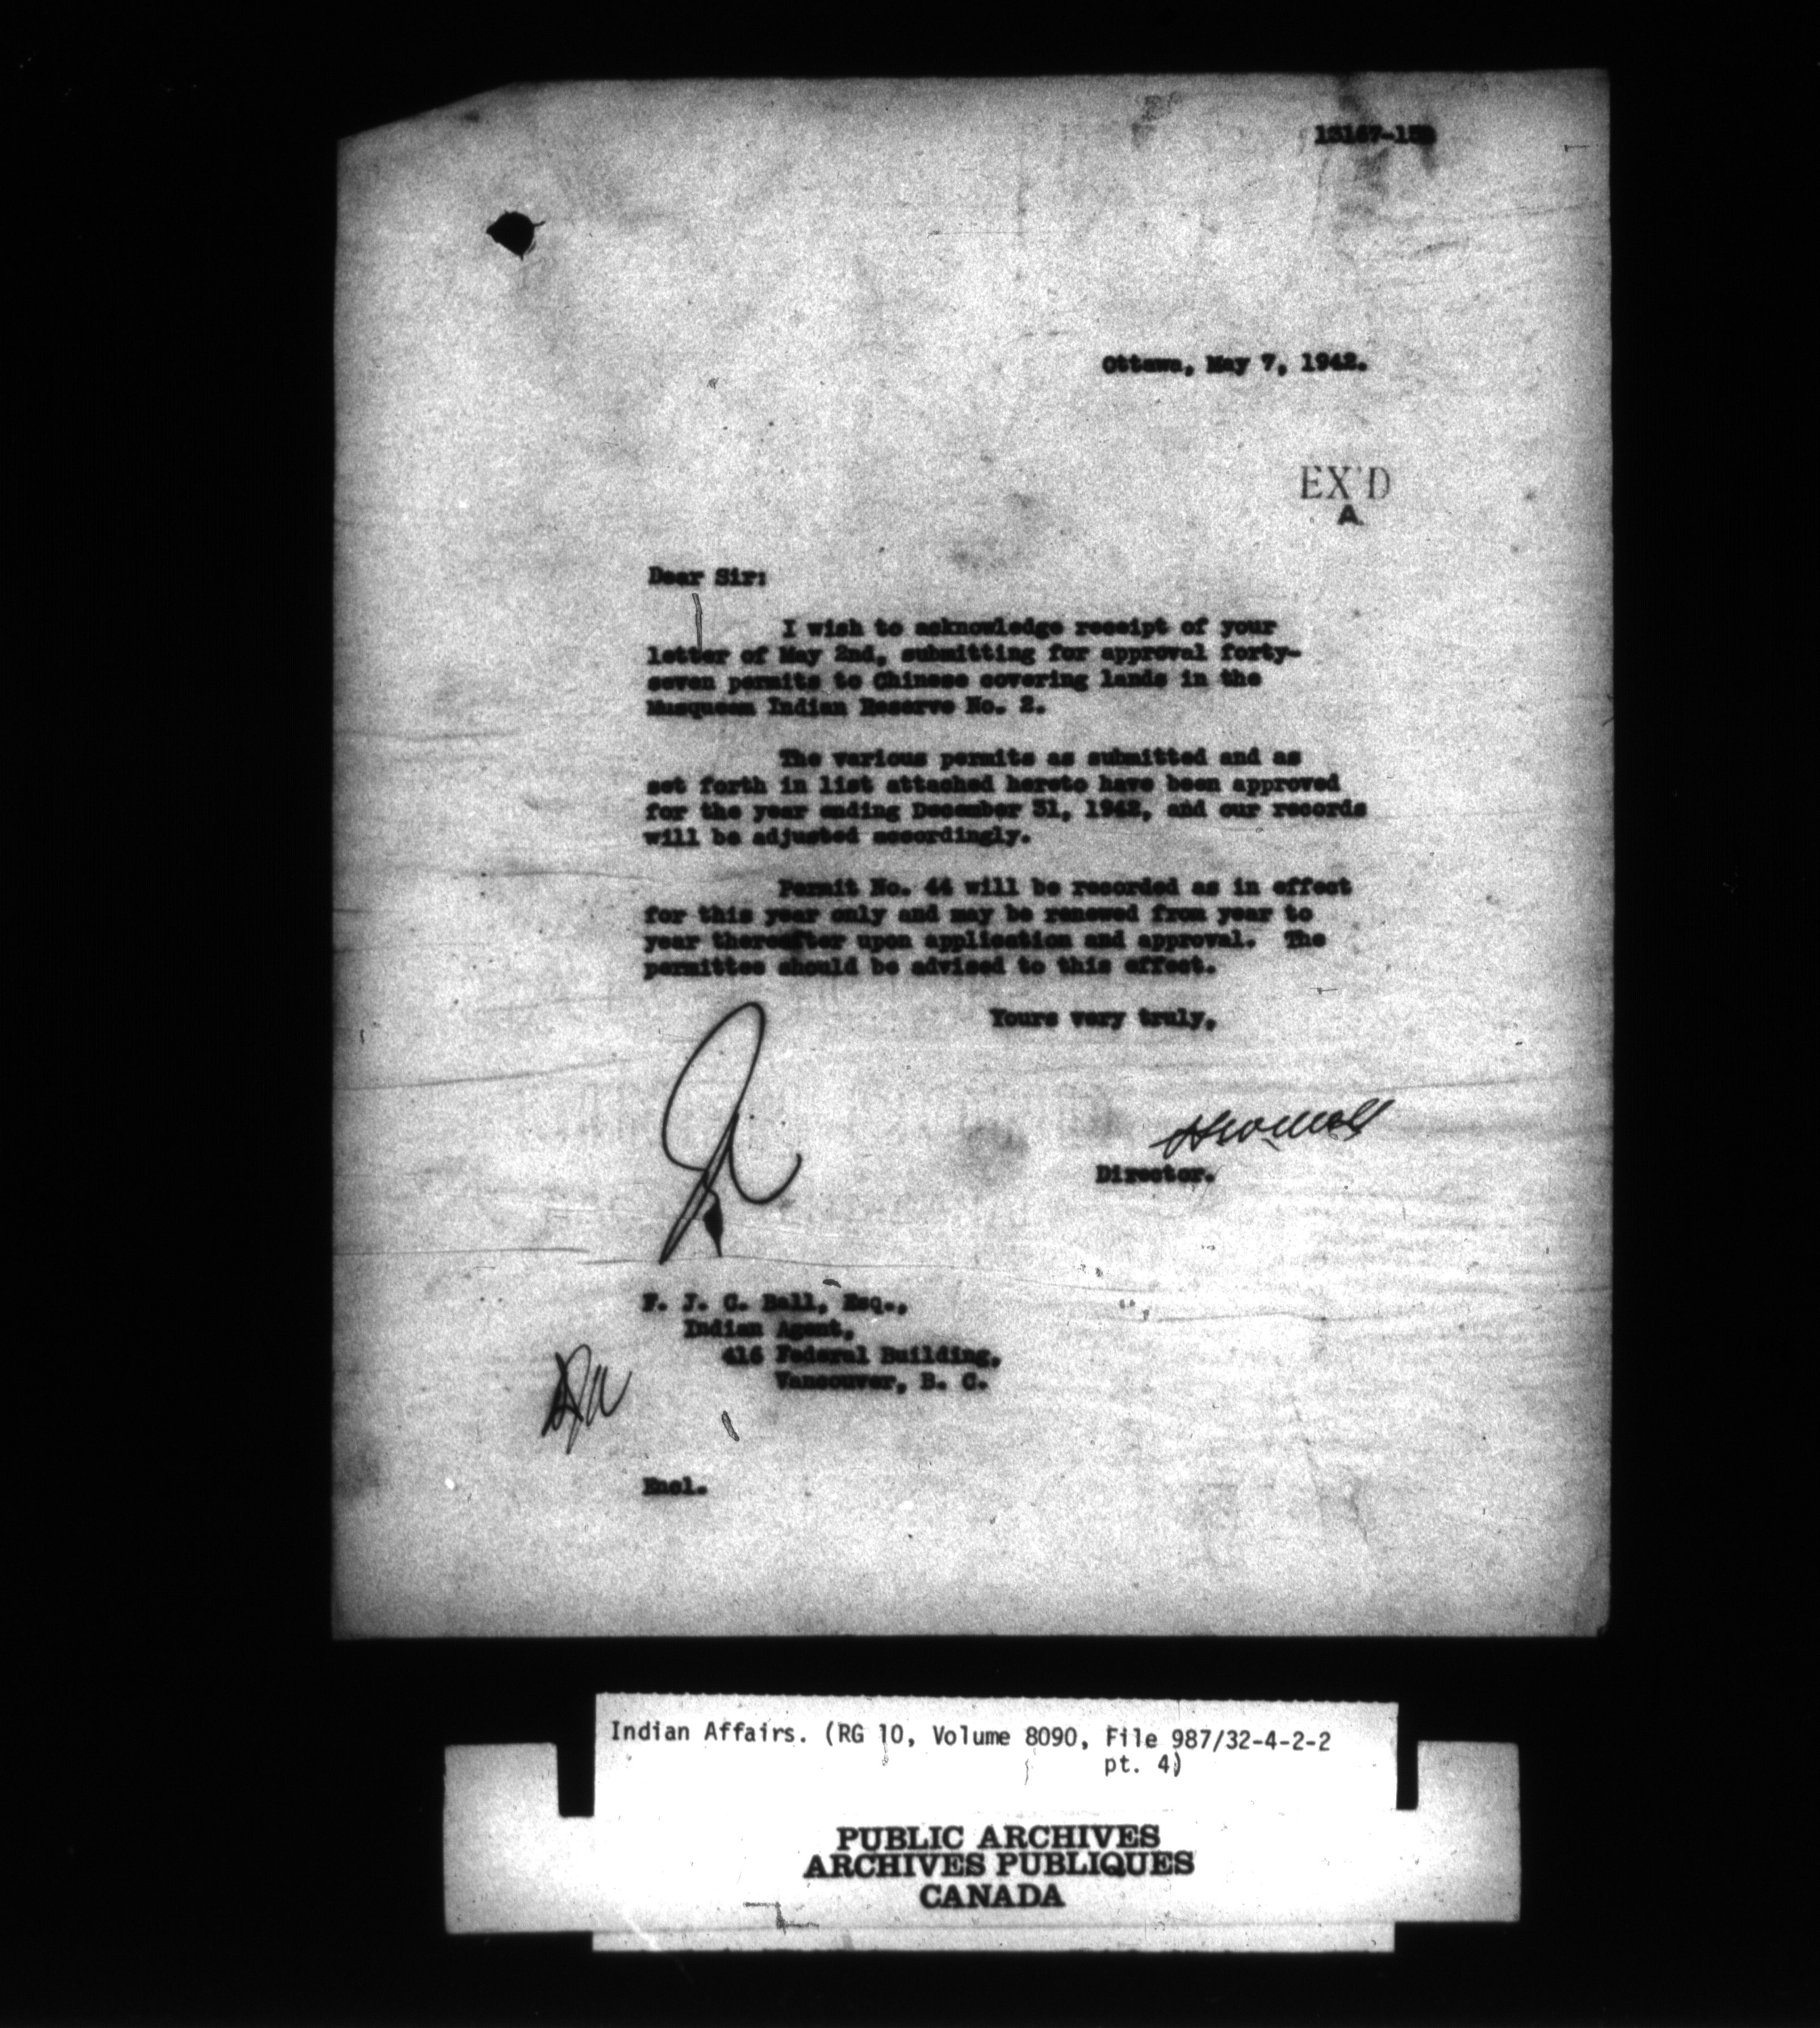 Ottawa, May 7, 1942.
EX'D
A
Dear Sir:
I wish to acknowledge receipt of your
letter of May 2nd, submitting for approval forty-
seven permits to Chinese covering lands in the
Musqueam Indian Reserve No. 2.
The various permits as submitted and as
set forth in list attached hereto have been approved
for the year ending December 31, 1942, and our records
will be adjusted accordingly.
Permit No. 44 will be recorded as in effect
for this year only and may be renewed from year to
year thereafter upon application and approval. The
permittee should be advised to this effect.
Yours very truly,
Director.
F. J. C. Ball, Esq.,
Indian Agent,
416 Federal Building,
Vancouver, B. C.
Encl.
Indian Affairs. (RG 10, Volume 8090, File 987/32-4-2-2
pt. 4)
PUBLIC ARCHIVES
ARCHIVES PUBLIQUES
CANADA